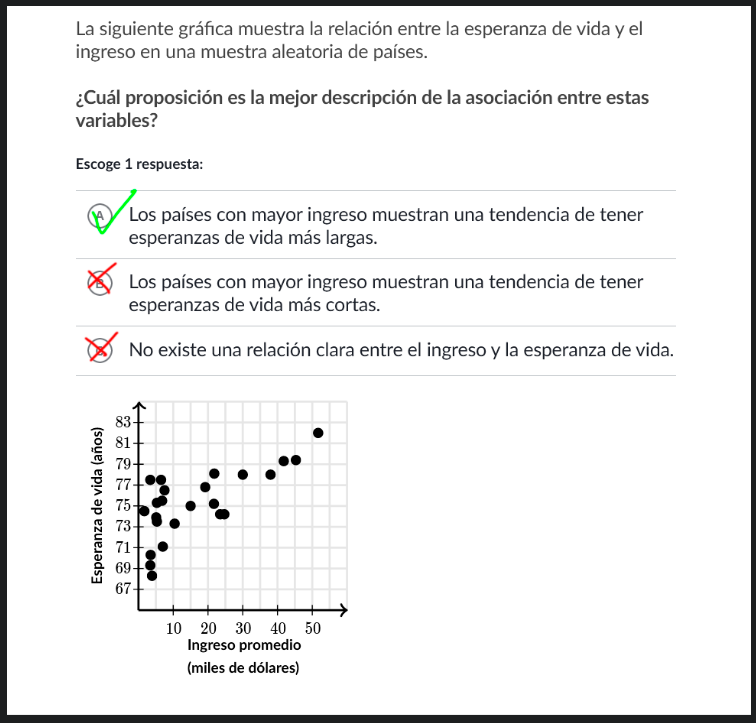 La siguiente gráfica muestra la relación entre la esperanza de vida y el
ingreso en una muestra aleatoria de países.
¿Cuál proposición es la mejor descripción de la asociación entre estas
variables?
Escoge 1 respuesta:
A Los países con mayor ingreso muestran una tendencia de tener
esperanzas de vida más largas.
Los países con mayor ingreso muestran una tendencia de tener
esperanzas de vida más cortas.
No existe una relación clara entre el ingreso y la esperanza de vida.
Esperanza de vida (años)
83
81
79
77
75
73
71
69
67
10 20 30 40 50
Ingreso promedio
(miles de dólares)